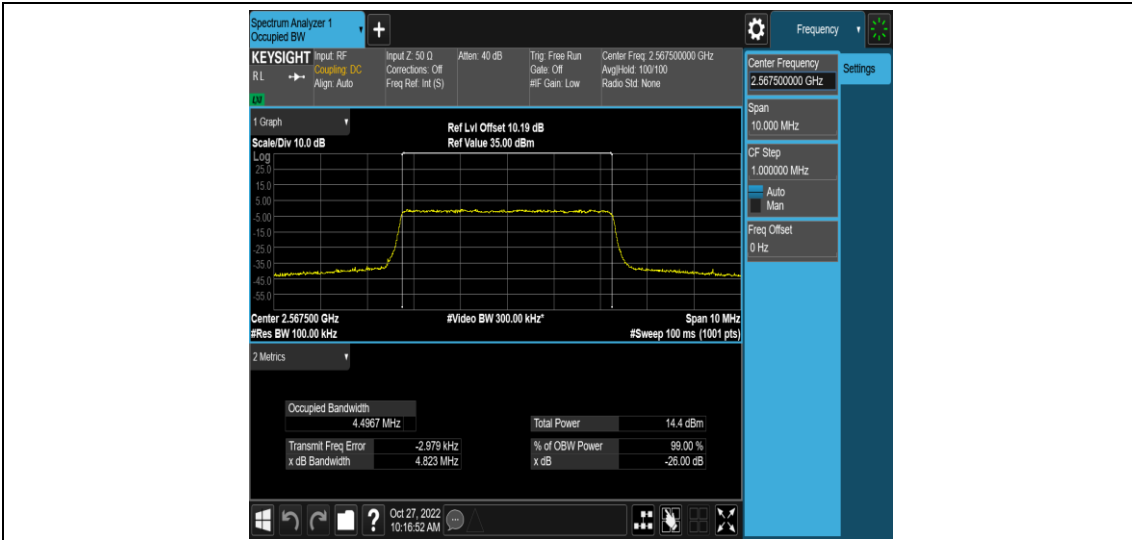 Spectrum Analyzer 1
Occupied BW
+
Frequency
KEYSIGHT
RL
LXI
Input: RF
Coupling: DC
Align: Auto
Input Z: 50 Ω
Corrections: Off
Freq Ref: Int (S)
Atten: 40 dB
Trig: Free Run
Gate: Off
#IF Gain: Low
Center Freq: 2.567500000 GHz
Avg|Hold: 100/100
Radio Std: None
Center Frequency
2.567500000 GHz
Settings
Span
10.000 MHz
CF Step
1.000000 MHz
Auto
Man
Freq Offset
0 Hz
1 Graph
Scale/Div 10.0 dB
Ref Lvl Offset 10.19 dB
Ref Value 35.00 dBm
Log
25.0
15.0
5.00
-5.00
-15.0
-25.0
-35.0
-45.0
-55.0
Center 2.567500 GHz
#Video BW 300.00 kHz*
Span 10 MHz
#Res BW 100.00 kHz
#Sweep 100 ms (1001 pts)
2 Metrics
Occupied Bandwidth
4.4967 MHz
Total Power 14.4 dBm
Transmit Freq Error -2.979 kHz
% of OBW Power 99.00 %
x dB Bandwidth 4.823 MHz
x dB -26.00 dB
?
Oct 27, 2022
10:16:52 AM